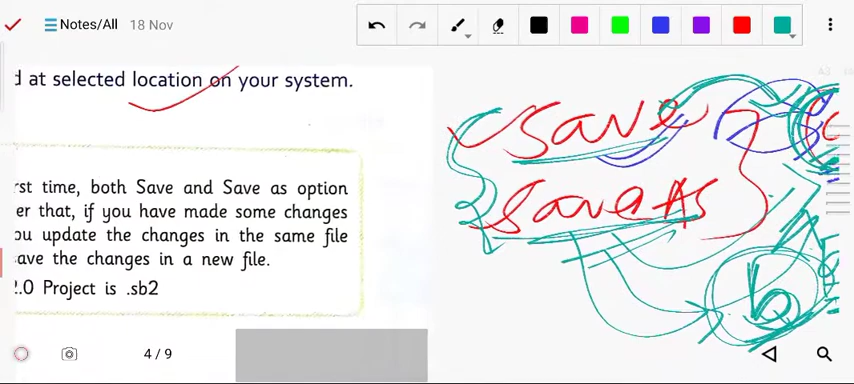 Notes/All 18 Nov
d at selected location on your system.
rst time, both Save and Save as option
er that, if you have made some changes
ou update the changes in the same file
save the changes in a new file.
2.0 Project is .sb2
save
saveAs
b
4 / 9